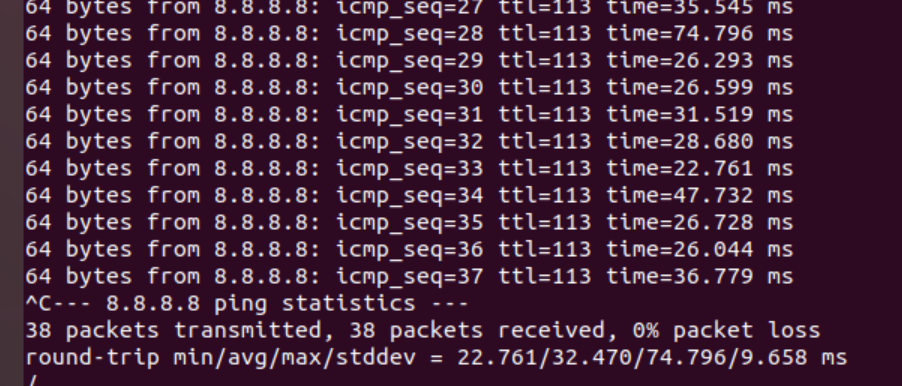 64 bytes from 8.8.8.8: icmp_seq=27 ttl=113 time=35.545 ms
64 bytes from 8.8.8.8: icmp_seq=28 ttl=113 time=74.796 ms
64 bytes from 8.8.8.8: icmp_seq=29 ttl=113 time=26.293 ms
64 bytes from 8.8.8.8: icmp_seq=30 ttl=113 time=26.599 ms
64 bytes from 8.8.8.8: icmp_seq=31 ttl=113 time=31.519 ms
64 bytes from 8.8.8.8: icmp_seq=32 ttl=113 time=28.680 ms
64 bytes from 8.8.8.8: icmp_seq=33 ttl=113 time=22.761 ms
64 bytes from 8.8.8.8: icmp_seq=34 ttl=113 time=47.732 ms
64 bytes from 8.8.8.8: icmp_seq=35 ttl=113 time=26.728 ms
64 bytes from 8.8.8.8: icmp_seq=36 ttl=113 time=26.044 ms
64 bytes from 8.8.8.8: icmp_seq=37 ttl=113 time=36.779 ms
^C--- 8.8.8.8 ping statistics ---
38 packets transmitted, 38 packets received, 0% packet loss
round-trip min/avg/max/stddev = 22.761/32.470/74.796/9.658 ms